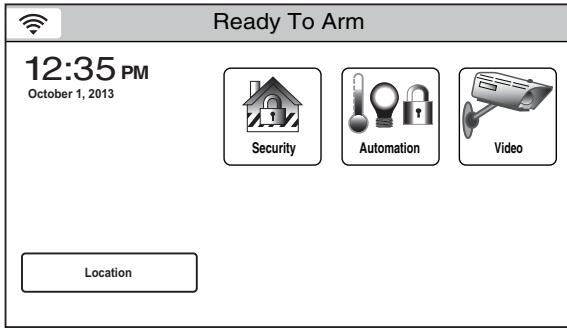 Ready To Arm
12:35 PM
October 1, 2013
Security
Automation
Video
Location